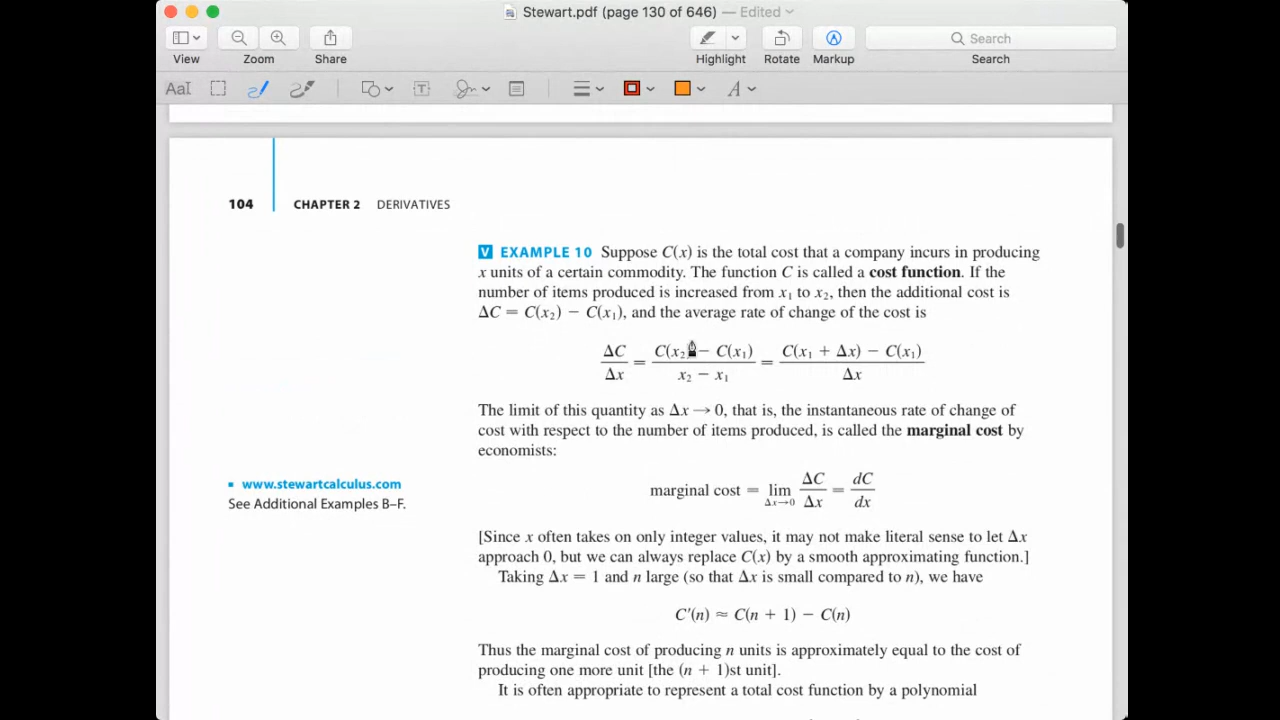 Stewart.pdf (page 130 of 646) — Edited
View Zoom Share Highlight Rotate Markup Search
Search
AaI T A
104 CHAPTER 2 DERIVATIVES
V EXAMPLE 10 Suppose C(x) is the total cost that a company incurs in producing
x units of a certain commodity. The function C is called a cost function. If the
number of items produced is increased from x₁ to x₂, then the additional cost is
ΔC = C(x₂) − C(x₁), and the average rate of change of the cost is
ΔC/Δx = (C(x₂) − C(x₁))/(x₂ − x₁) = (C(x₁ + Δx) − C(x₁))/Δx
The limit of this quantity as Δx → 0, that is, the instantaneous rate of change of
cost with respect to the number of items produced, is called the marginal cost by
economists:
▪ www.stewartcalculus.com
See Additional Examples B–F.
marginal cost = lim Δx→0 ΔC/Δx = dC/dx
[Since x often takes on only integer values, it may not make literal sense to let Δx
approach 0, but we can always replace C(x) by a smooth approximating function.]
Taking Δx = 1 and n large (so that Δx is small compared to n), we have
C′(n) ≈ C(n + 1) − C(n)
Thus the marginal cost of producing n units is approximately equal to the cost of
producing one more unit [the (n + 1)st unit].
It is often appropriate to represent a total cost function by a polynomial